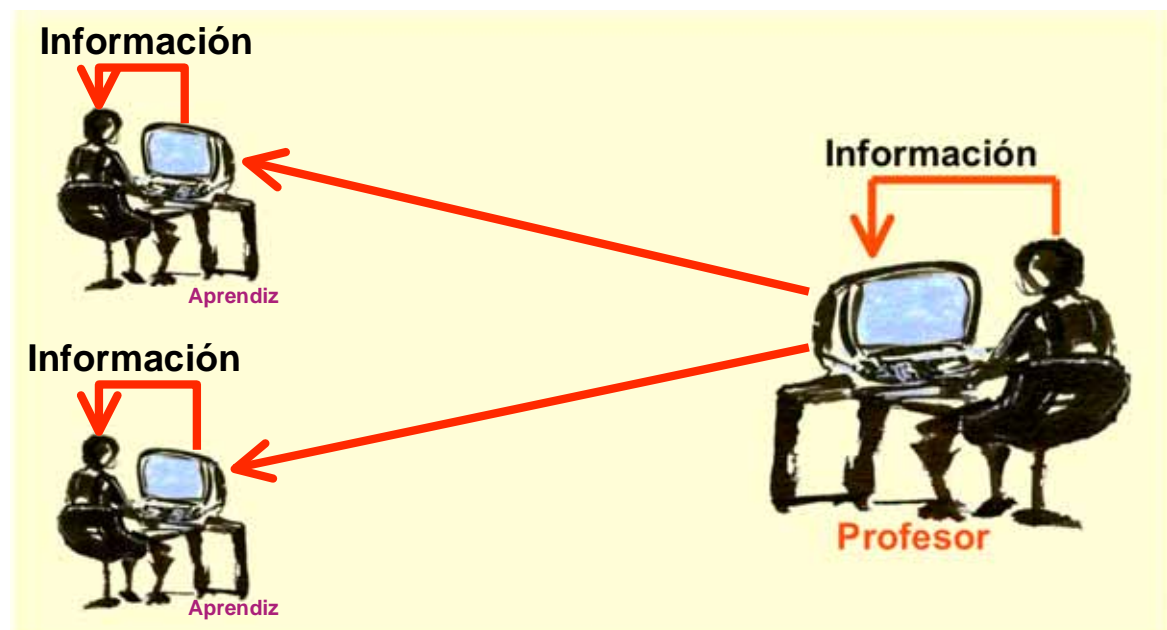 Información
Aprendiz
Información
Aprendiz
Información
Profesor